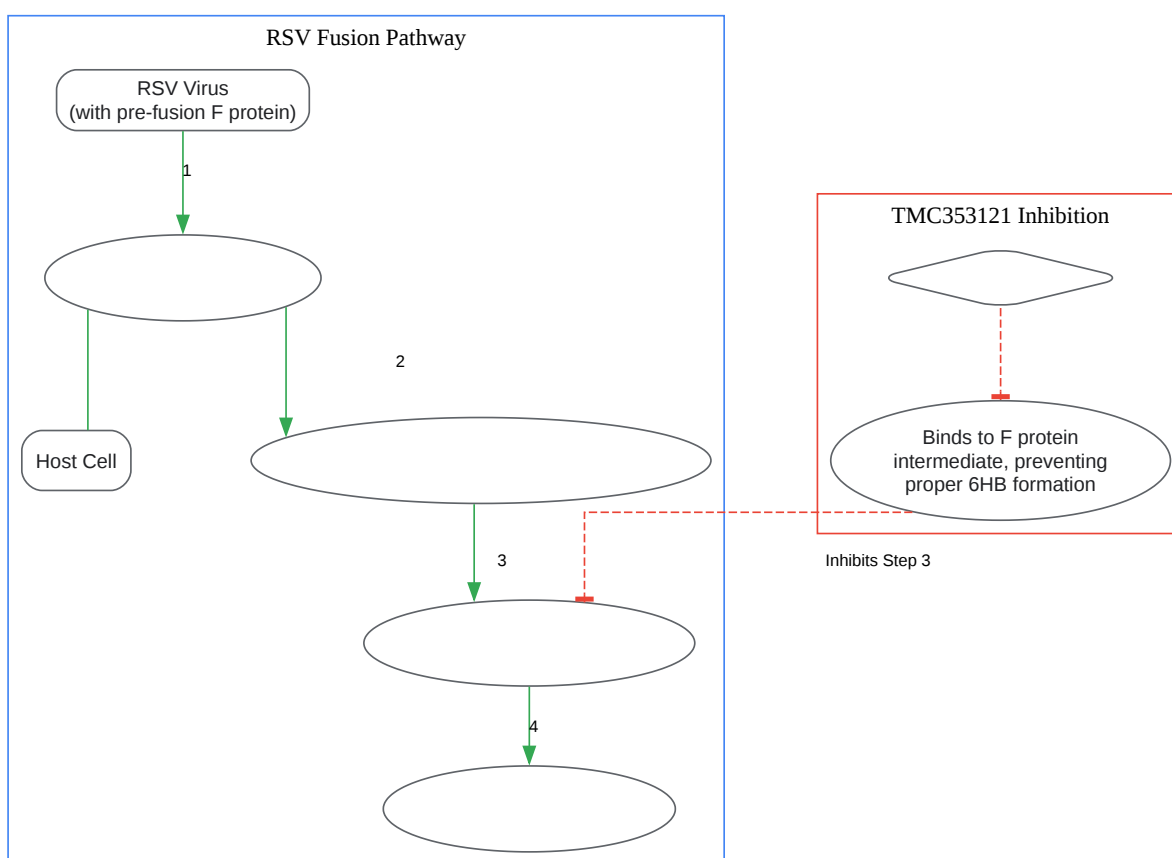 RSV Fusion Pathway
RSV Virus
(with pre-fusion F protein)
1
2
Host Cell
3
4
TMC353121 Inhibition
Binds to F protein
intermediate, preventing
proper 6HB formation
Inhibits Step 3